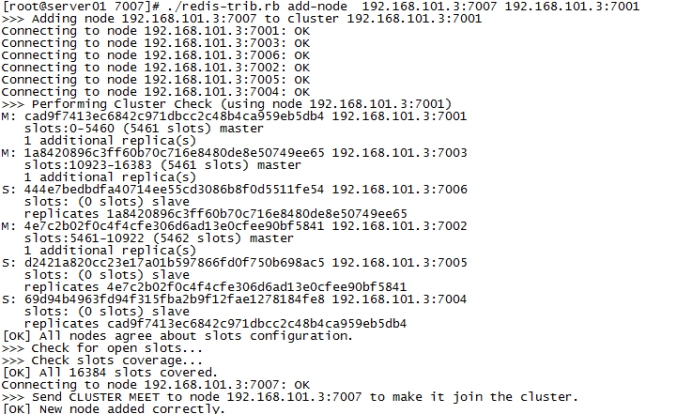 [root@server01 7007]# ./redis-trib.rb add-node  192.168.101.3:7007 192.168.101.3:7001
>>> Adding node 192.168.101.3:7007 to cluster 192.168.101.3:7001
Connecting to node 192.168.101.3:7001: OK
Connecting to node 192.168.101.3:7003: OK
Connecting to node 192.168.101.3:7006: OK
Connecting to node 192.168.101.3:7002: OK
Connecting to node 192.168.101.3:7005: OK
Connecting to node 192.168.101.3:7004: OK
>>> Performing Cluster Check (using node 192.168.101.3:7001)
M: cad9f7413ec6842c971dbcc2c48b4ca959eb5db4 192.168.101.3:7001
   slots:0-5460 (5461 slots) master
   1 additional replica(s)
M: 1a8420896c3ff60b70c716e8480de8e50749ee65 192.168.101.3:7003
   slots:10923-16383 (5461 slots) master
   1 additional replica(s)
S: 444e7bedbdfa40714ee55cd3086b8f0d5511fe54 192.168.101.3:7006
   slots: (0 slots) slave
   replicates 1a8420896c3ff60b70c716e8480de8e50749ee65
M: 4e7c2b02f0c4f4cfe306d6ad13e0cfee90bf5841 192.168.101.3:7002
   slots:5461-10922 (5462 slots) master
   1 additional replica(s)
S: d2421a820cc23e17a01b597866fd0f750b698ac5 192.168.101.3:7005
   slots: (0 slots) slave
   replicates 4e7c2b02f0c4f4cfe306d6ad13e0cfee90bf5841
S: 69d94b4963fd94f315fba2b9f12fae1278184fe8 192.168.101.3:7004
   slots: (0 slots) slave
   replicates cad9f7413ec6842c971dbcc2c48b4ca959eb5db4
[OK] All nodes agree about slots configuration.
>>> Check for open slots...
>>> Check slots coverage...
[OK] All 16384 slots covered.
Connecting to node 192.168.101.3:7007: OK
>>> Send CLUSTER MEET to node 192.168.101.3:7007 to make it join the cluster.
[OK] New node added correctly.